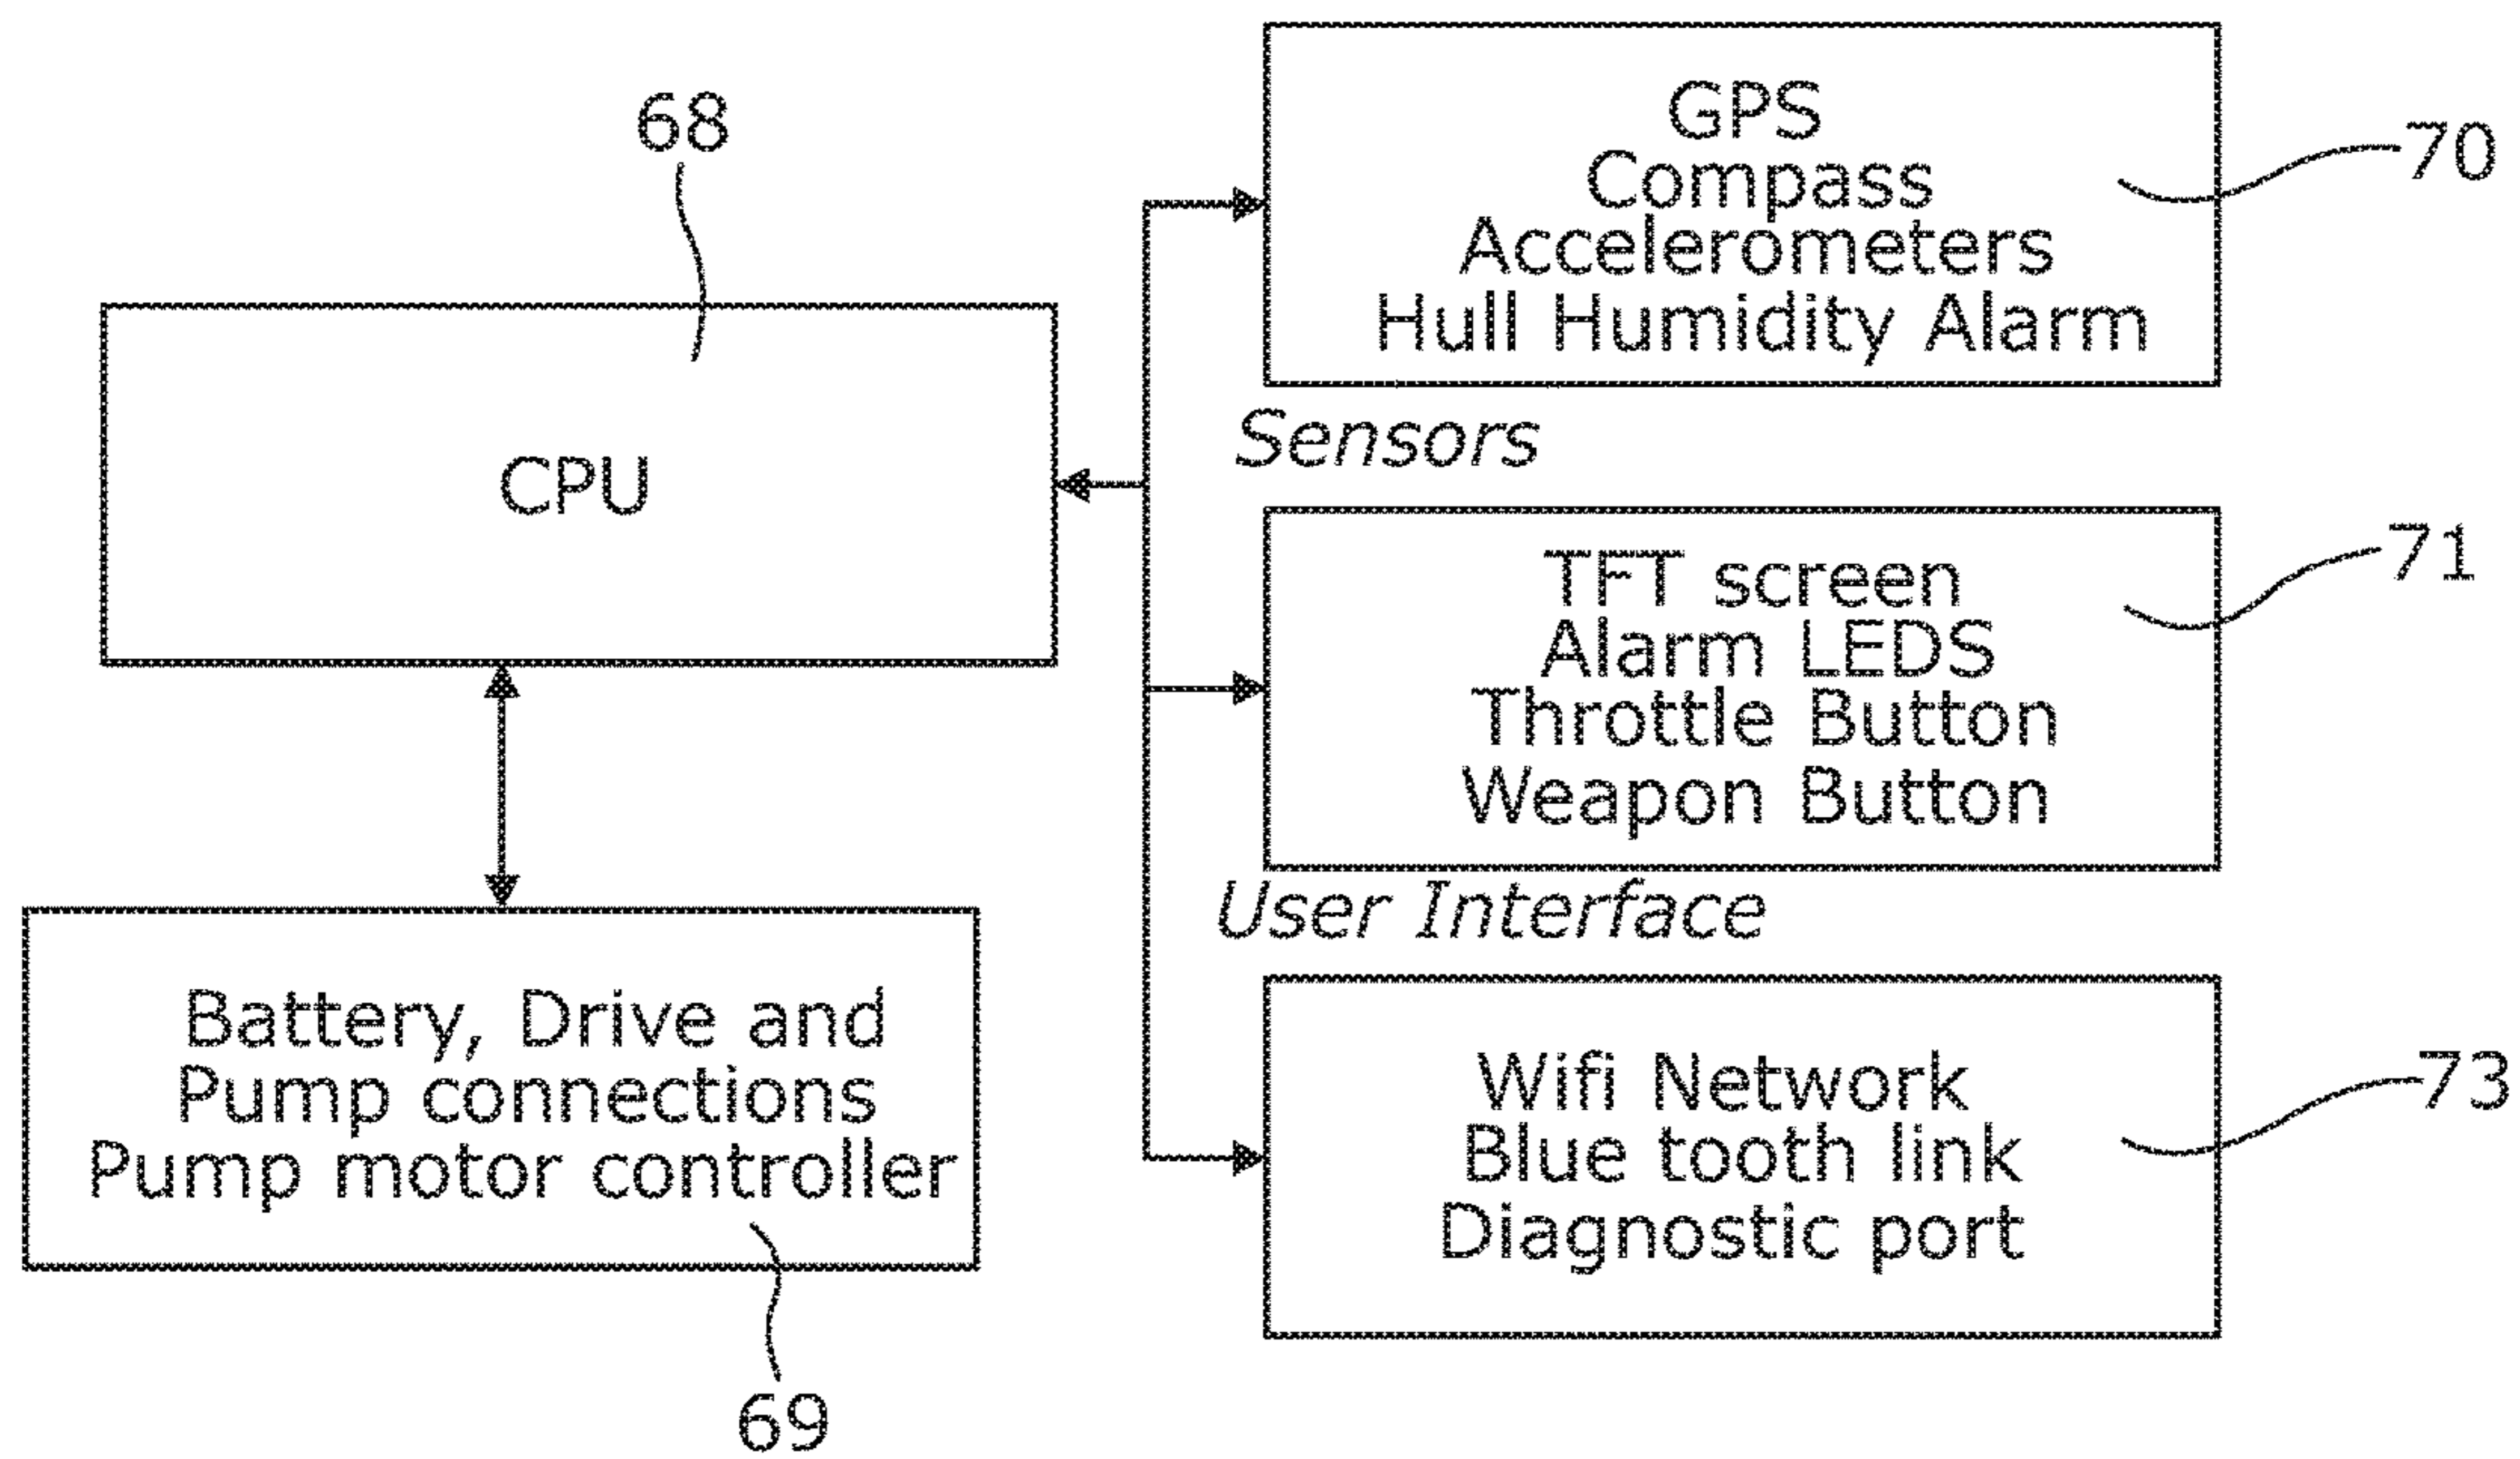 68
CPU
Battery, Drive and
Pump connections
Pump motor controller
69
GPS
Compass
Accelerometers
Hull Humidity Alarm
70
Sensors
TFT screen
Alarm LEDS
Throttle Button
Weapon Button
71
User Interface
Wifi Network
Blue tooth link
Diagnostic port
73